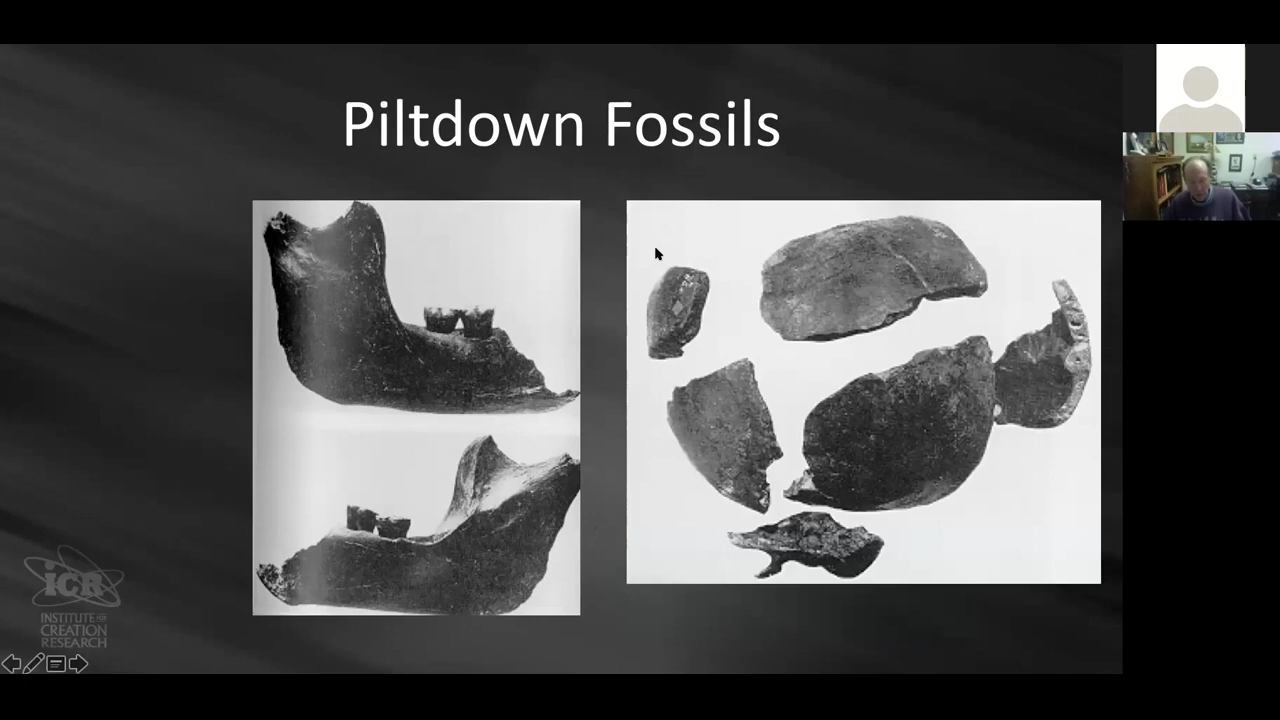 Piltdown Fossils
iCR
INSTITUTE FOR
CREATION
RESEARCH